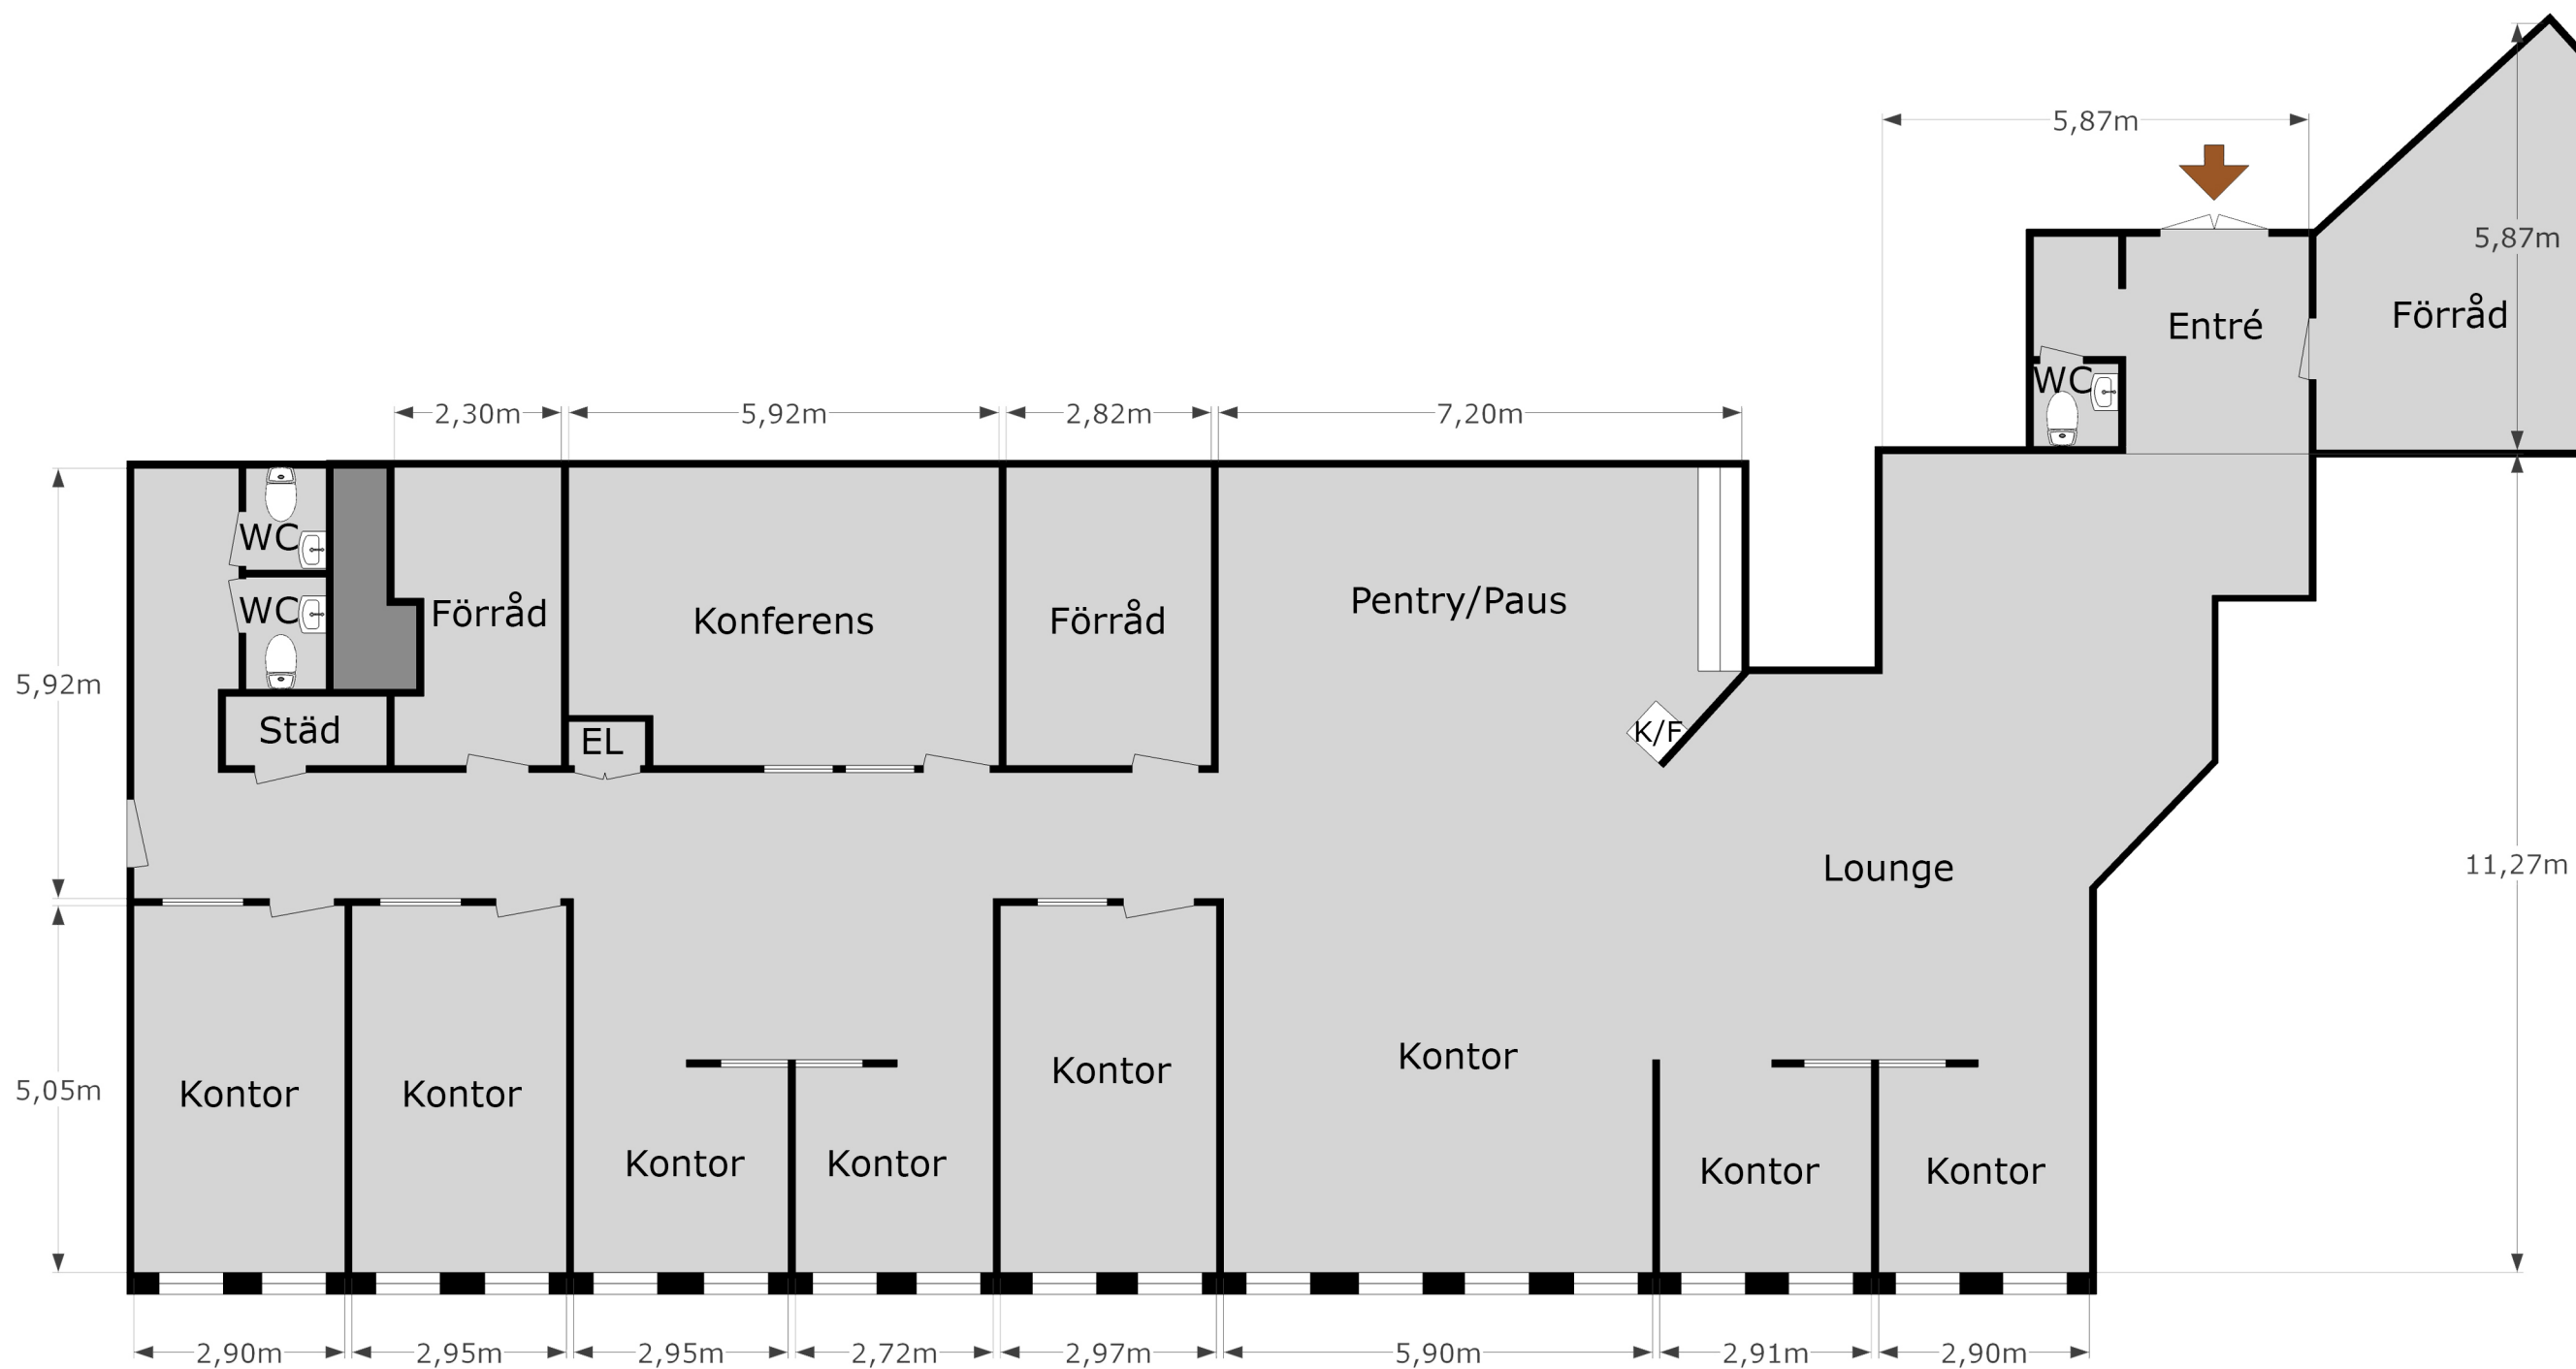 5,87m
5,87m
Förråd
Entré
WC
2,30m
5,92m
2,82m
7,20m
WC
WC
Förråd
Konferens
Förråd
Pentry/Paus
5,92m
Städ
EL
K/F
Lounge
11,27m
5,05m
Kontor
Kontor
Kontor
Kontor
Kontor
Kontor
Kontor
Kontor
2,90m
2,95m
2,95m
2,72m
2,97m
5,90m
2,91m
2,90m